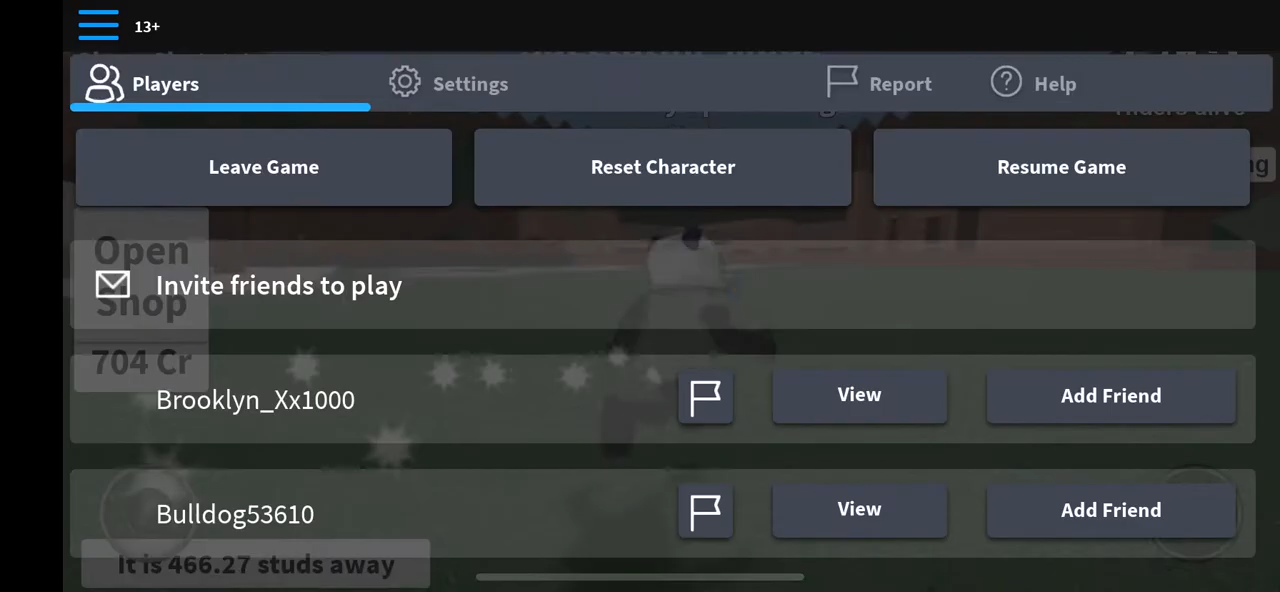 13+
Players
Settings
Report
Help
Leave Game
Reset Character
Resume Game
Open
Shop
Invite friends to play
704 Cr
Brooklyn_Xx1000
View
Add Friend
Bulldog53610
View
Add Friend
It is 466.27 studs away